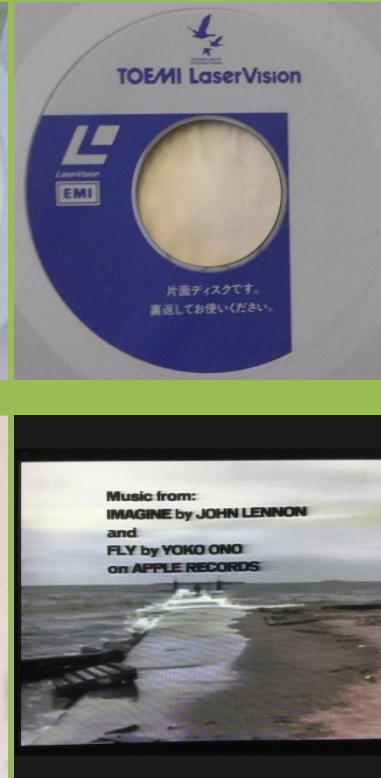 TOEMI LaserVision
LaserVision
EMI
片面ディスクです。
裏返してお使いください。
Music from:
IMAGINE by JOHN LENNON
and
FLY by YOKO ONO
on APPLE RECORDS